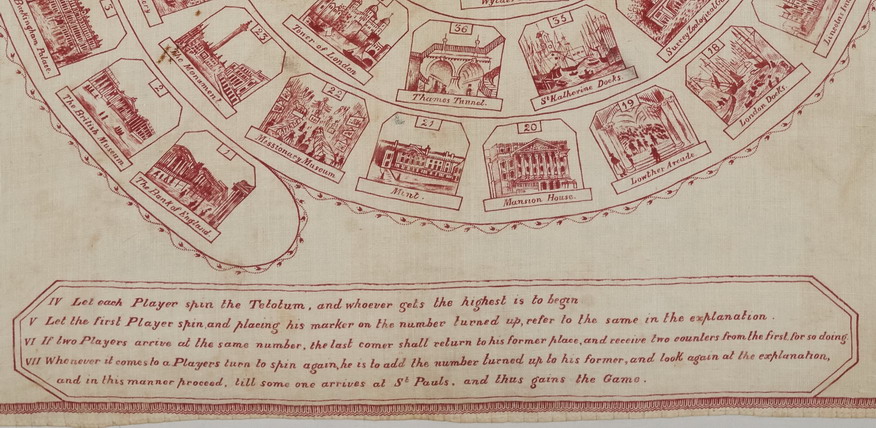 Wyld
36
Thames Tunnel.
35
St Katherine Docks.
Surrey Zoological
Lincolns Inn
Buckingham Palace.
3
The Monument.
23
Tower of London
18
London Docks.
2
The British Museum.
22
Missionary Museum
21
Mint.
20
Mansion House.
19
Lowther Arcade.
1
The Bank of England.
IV Let each Player spin the Tetotum, and whoever gets the highest is to begin
V Let the first Player spin, and placing his marker on the number turned up, refer to the same in the explanation.
VI If two Players arrive at the same number, the last comer shall return to his former place, and receive two counters from the first for so doing.
VII Whenever it comes to a Players turn to spin again, he is to add the number turned up to his former, and look again at the explanation,
and in this manner proceed, till some one arrives at St Pauls, and thus gains the Game.